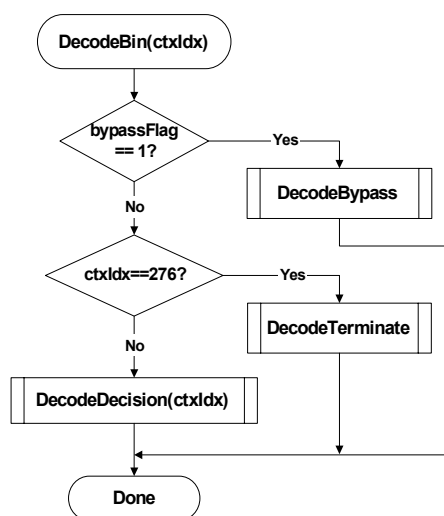 DecodeBin(ctxIdx)
bypassFlag
== 1?
Yes
DecodeBypass
No
ctxIdx==276?
Yes
DecodeTerminate
No
DecodeDecision(ctxIdx)
Done